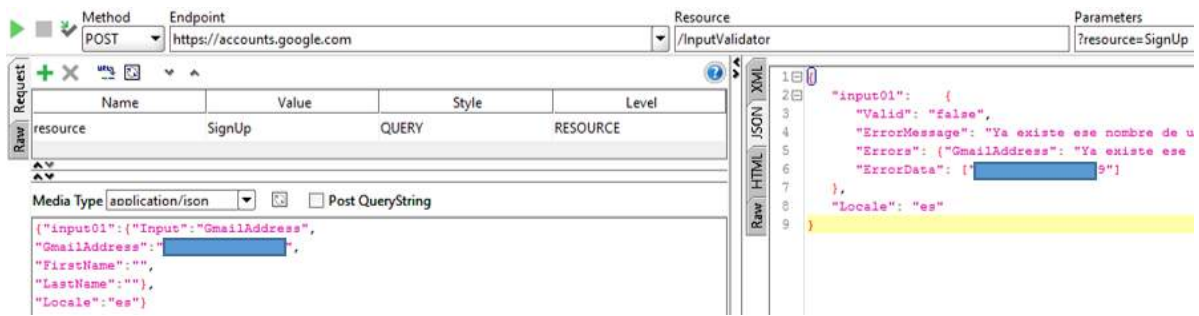 Method Endpoint Resource Parameters
POST https://accounts.google.com /InputValidator ?resource=SignUp
Request
Raw
Name Value Style Level
resource SignUp QUERY RESOURCE
Media Type application/json Post QueryString
{"input01":{"Input":"GmailAddress",
"GmailAddress":" ",
"FirstName":"",
"LastName":""},
"Locale":"es"}
XML
JSON
HTML
Raw
1 {
2 "input01": {
3 "Valid": "false",
4 "ErrorMessage": "Ya existe ese nombre de u
5 "Errors": {"GmailAddress": "Ya existe ese
6 "ErrorData": [" 9"]
7 },
8 "Locale": "es"
9 }